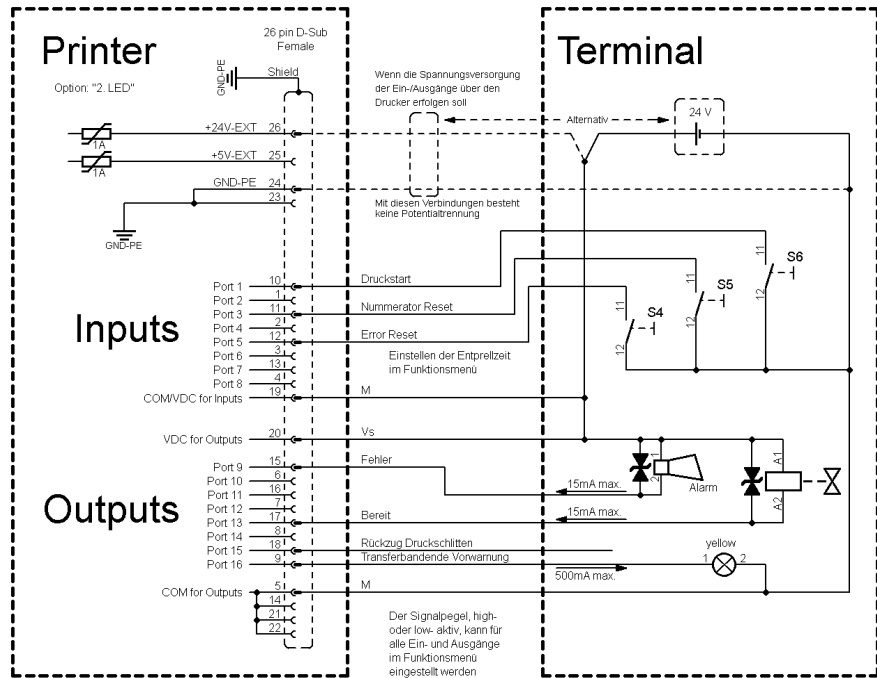 Printer
26 pin D-Sub
Female
Terminal
Shield
GND-PE
Option: "2. LED"
Wenn die Spannungsversorgung
der Ein-/Ausgänge über den
Drucker erfolgen soll
Alternativ
24 V
+24V-EXT 26
1A
+5V-EXT 25
1A
GND-PE 24
23
GND-PE
Mit diesen Verbindungen besteht
keine Potentialtrennung
Inputs
Port 1 10 Druckstart
Port 2 1
Port 3 11 Nummerator Reset
Port 4 2
Port 5 12 Error Reset
Port 6 3
Port 7 13
Port 8 4
COM/VDC for Inputs 19 M
Einstellen der Entprellzeit
im Funktionsmenü
11 S6 12
11 S5 12
11 S4 12
Outputs
VDC for Outputs 20 Vs
Port 9 15 Fehler
Port 10 6
Port 11 16
Port 12 7
Port 13 17 Bereit
Port 14 8
Port 15 18 Rückzug Druckschlitten
Port 16 9 Transferbandende Vorwarnung
COM for Outputs 5 M
14
21
22
1
2
Alarm
A1
A2
15mA max.
15mA max.
yellow
1 2
500mA max.
Der Signalpegel, high-
oder low- aktiv, kann für
alle Ein- und Ausgänge
im Funktionsmenü
eingestellt werden